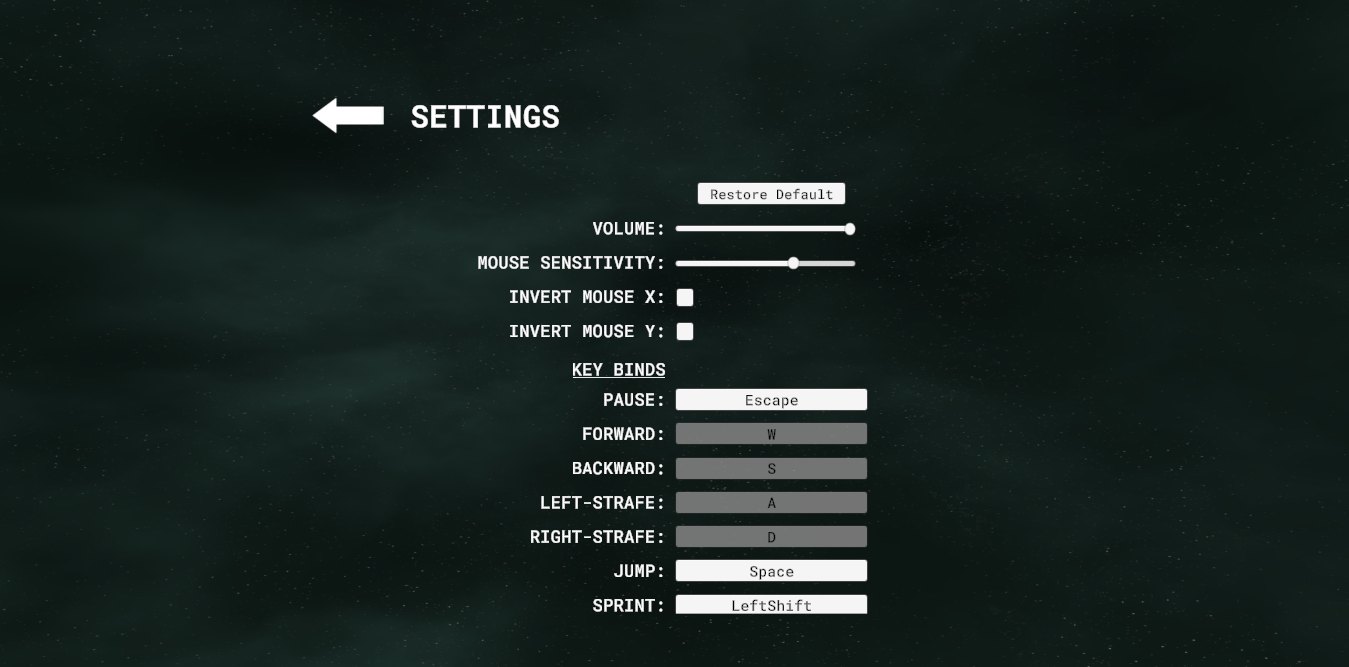 SETTINGS
Restore Default
VOLUME:
MOUSE SENSITIVITY:
INVERT MOUSE X:
INVERT MOUSE Y:
KEY BINDS
PAUSE: Escape
FORWARD: W
BACKWARD: S
LEFT-STRAFE: A
RIGHT-STRAFE: D
JUMP: Space
SPRINT: LeftShift